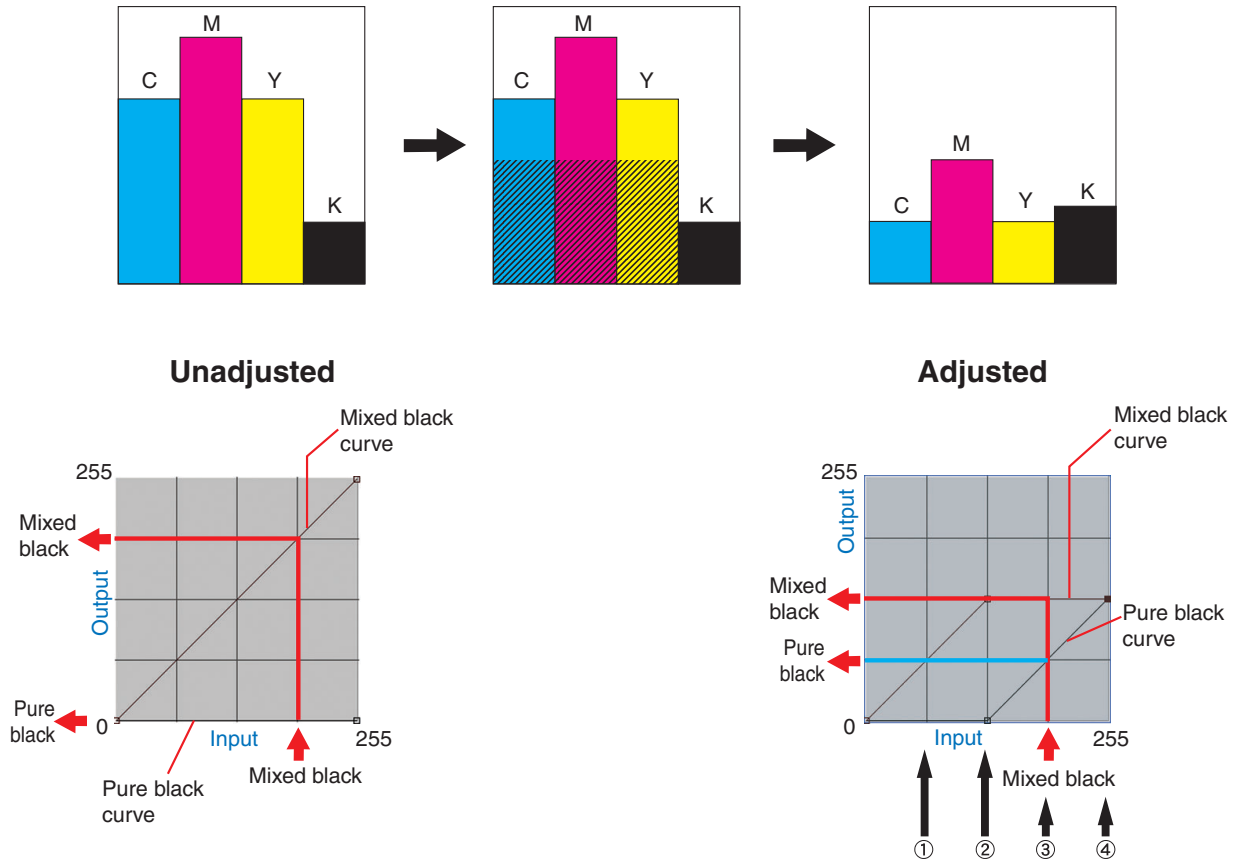 C
M
Y
K
C
M
Y
K
C
M
Y
K
Unadjusted
Mixed black
curve
255
Mixed
black
Output
Pure
black
0
Input
255
Mixed black
Pure black
curve
Adjusted
Mixed black
curve
255
Output
Mixed
black
Pure black
curve
Pure
black
0
Input
255
Mixed black
① ② ③ ④